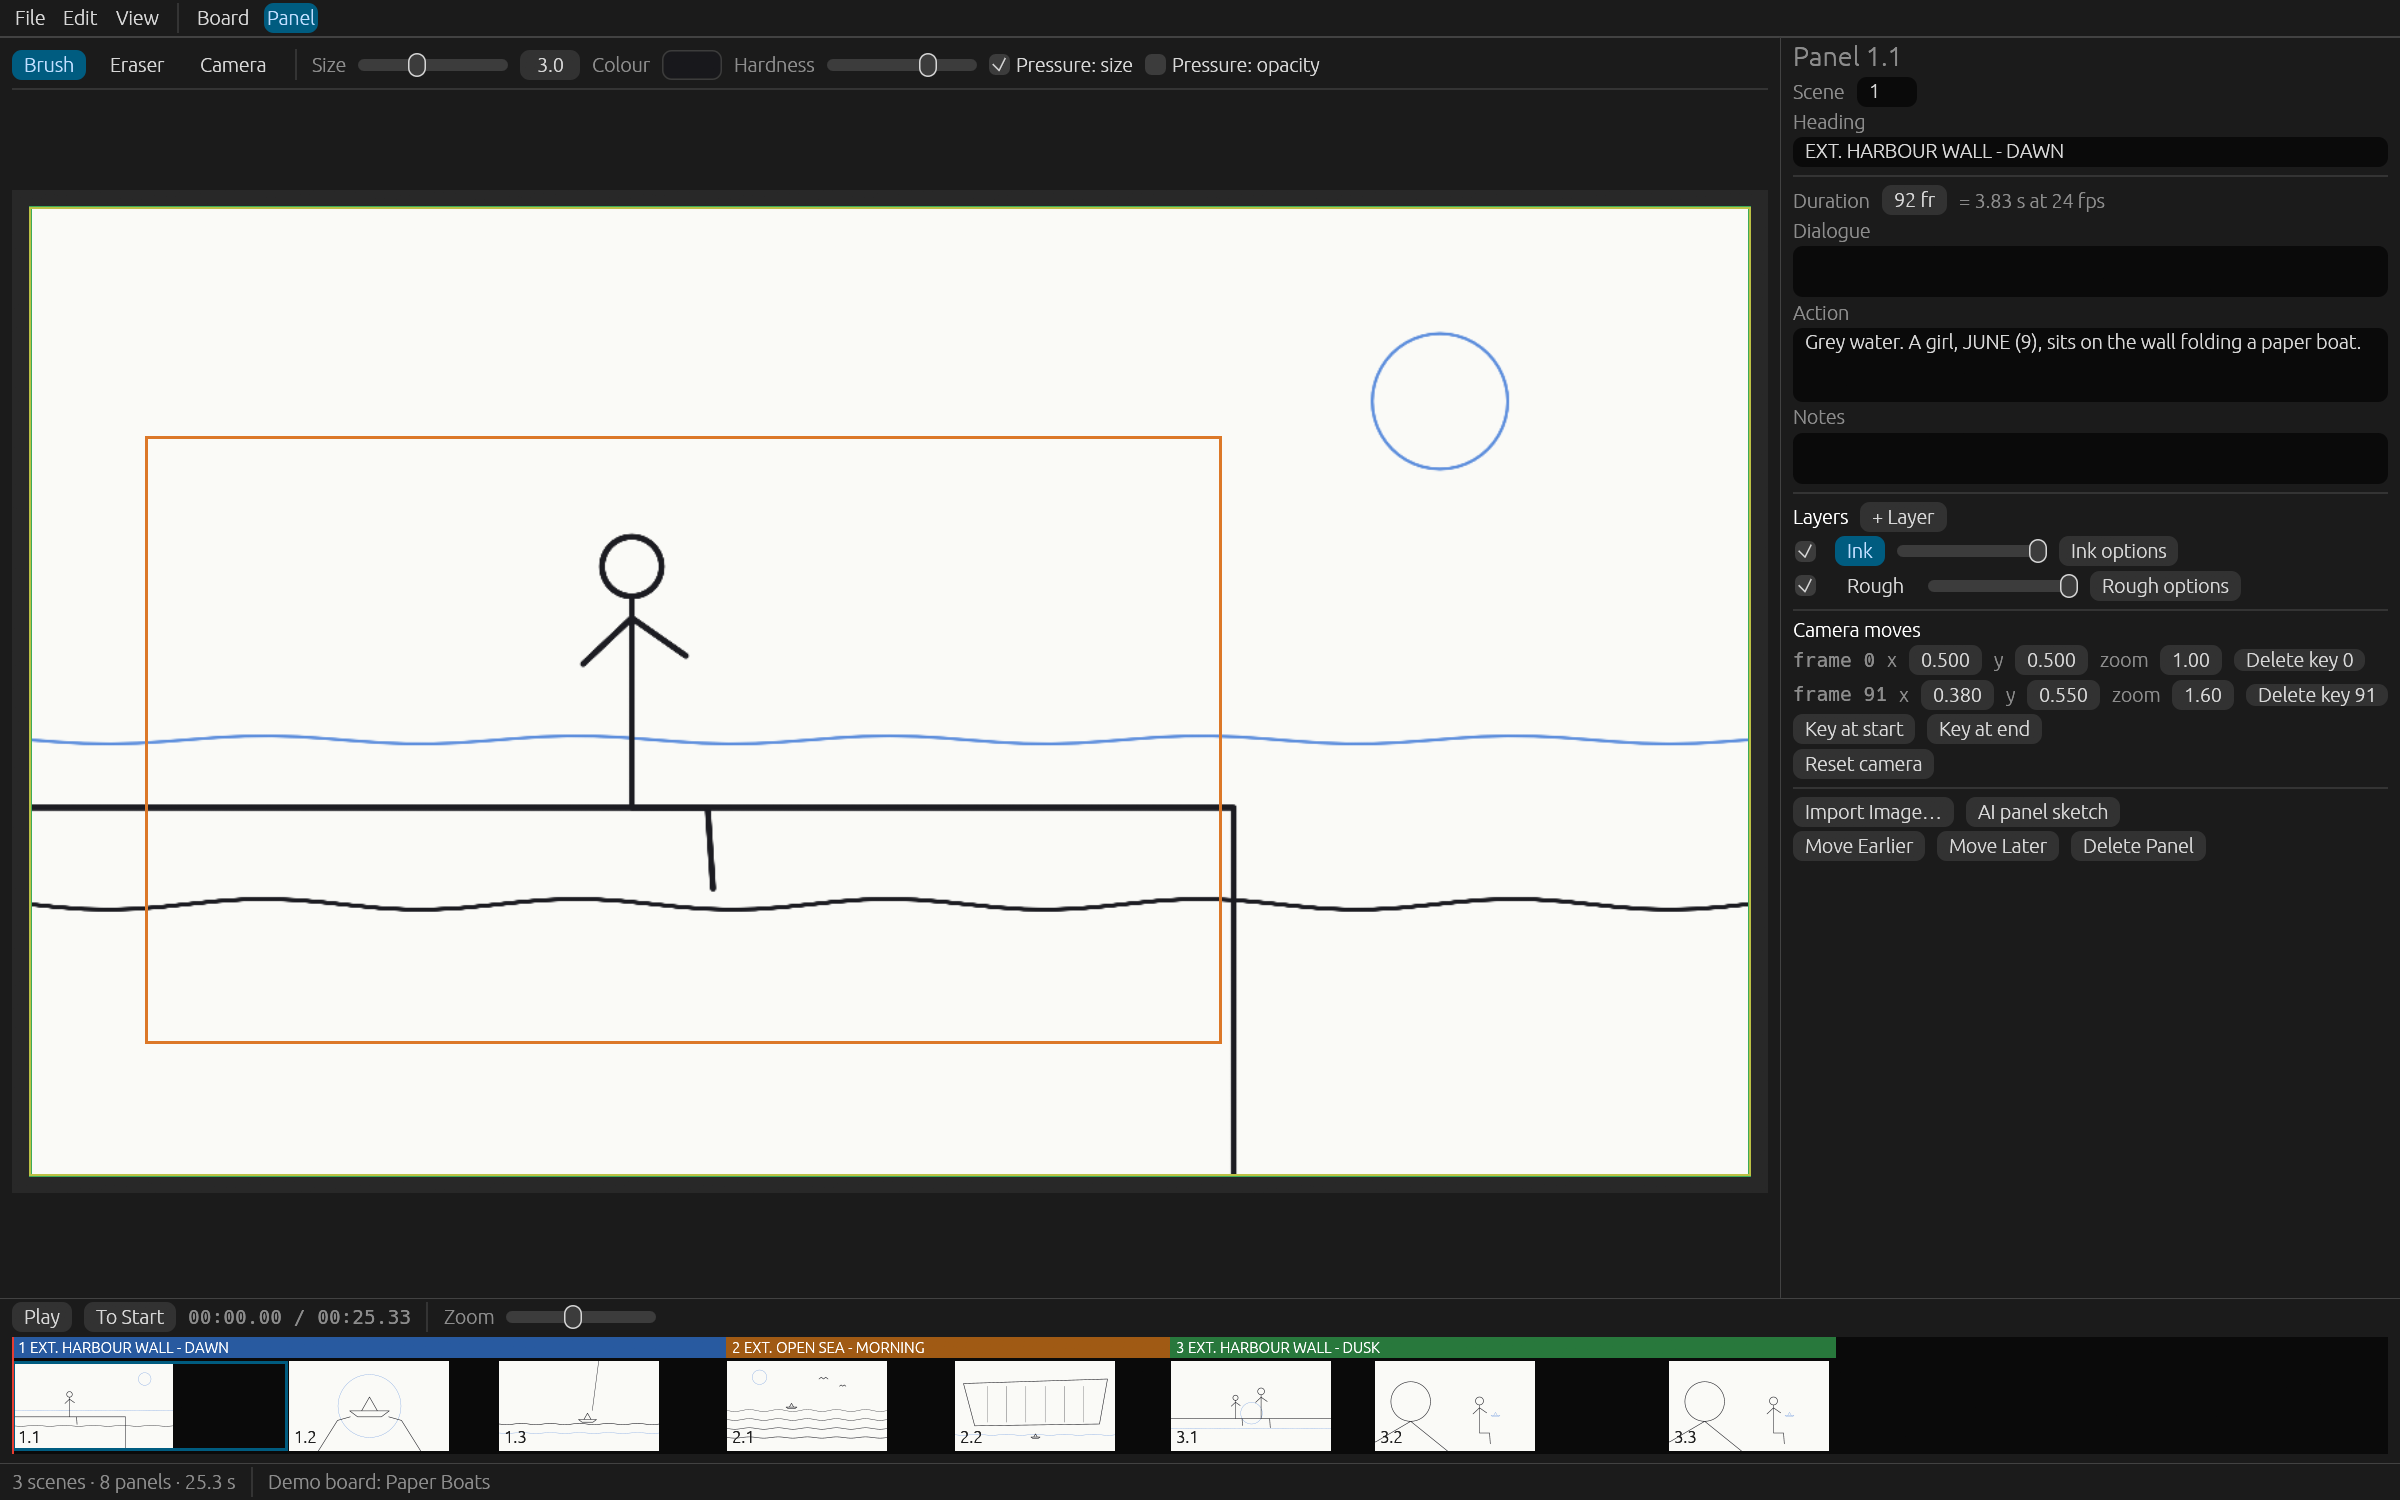 File Edit View Board Panel
Brush Eraser Camera Size 3.0 Colour Hardness Pressure: size Pressure: opacity
Panel 1.1
Scene 1
Heading
EXT. HARBOUR WALL - DAWN
Duration 92 fr = 3.83 s at 24 fps
Dialogue
Action
Grey water. A girl, JUNE (9), sits on the wall folding a paper boat.
Notes
Layers + Layer
Ink Ink options
Rough Rough options
Camera moves
frame 0 x 0.500 y 0.500 zoom 1.00 Delete key 0
frame 91 x 0.380 y 0.550 zoom 1.60 Delete key 91
Key at start Key at end
Reset camera
Import Image... AI panel sketch
Move Earlier Move Later Delete Panel
Play To Start 00:00.00 / 00:25.33 Zoom
1 EXT. HARBOUR WALL - DAWN 2 EXT. OPEN SEA - MORNING 3 EXT. HARBOUR WALL - DUSK
1.1 1.2 1.3 2.1 2.2 3.1 3.2 3.3
3 scenes · 8 panels · 25.3 s Demo board: Paper Boats